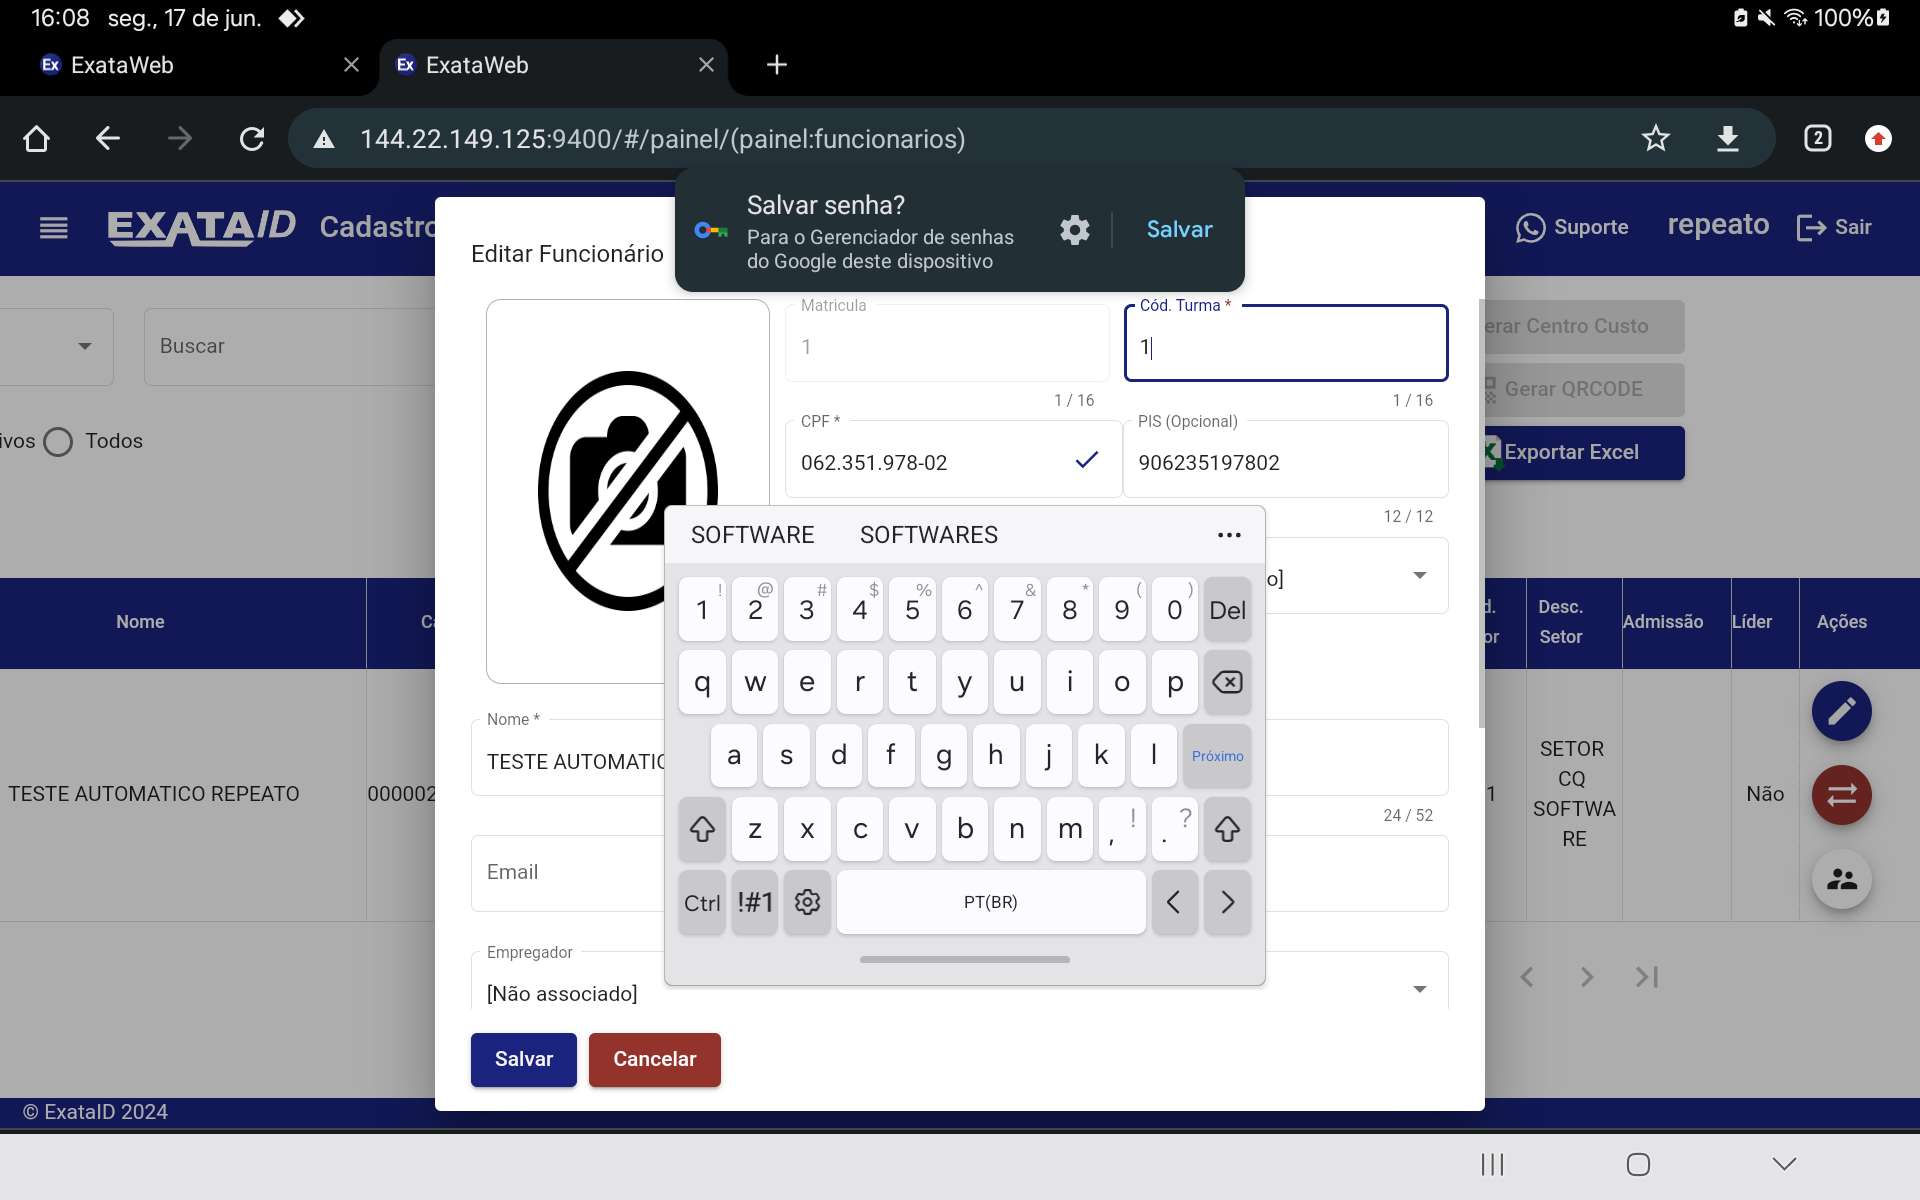 16:08 seg., 17 de jun.
100%
Ex ExataWeb
Ex ExataWeb
144.22.149.125:9400/#/painel/(painel:funcionarios)
2
EXATAID
Cadastro
Suporte
repeato
Sair
Salvar senha?
Para o Gerenciador de senhas
do Google deste dispositivo
Salvar
Editar Funcionário
Matricula
1
1 / 16
Cód. Turma *
1
1 / 16
Buscar
erar Centro Custo
Gerar QRCODE
Exportar Excel
ivos
Todos
CPF *
062.351.978-02
PIS (Opcional)
906235197802
12 / 12
o]
SOFTWARE SOFTWARES
! @ # $ % ^ & * ( )
1 2 3 4 5 6 7 8 9 0 Del
q w e r t y u i o p
a s d f g h j k l Próximo
z x c v b n m , ! . ?
Ctrl !#1 PT(BR)
Nome
Ca
d.
or
Desc.
Setor
Admissão
Líder
Ações
TESTE AUTOMATICO REPEATO
000002
1
SETOR
CQ
SOFTWA
RE
Não
Nome *
TESTE AUTOMATIC
24 / 52
Email
Empregador
[Não associado]
Salvar
Cancelar
© ExataID 2024